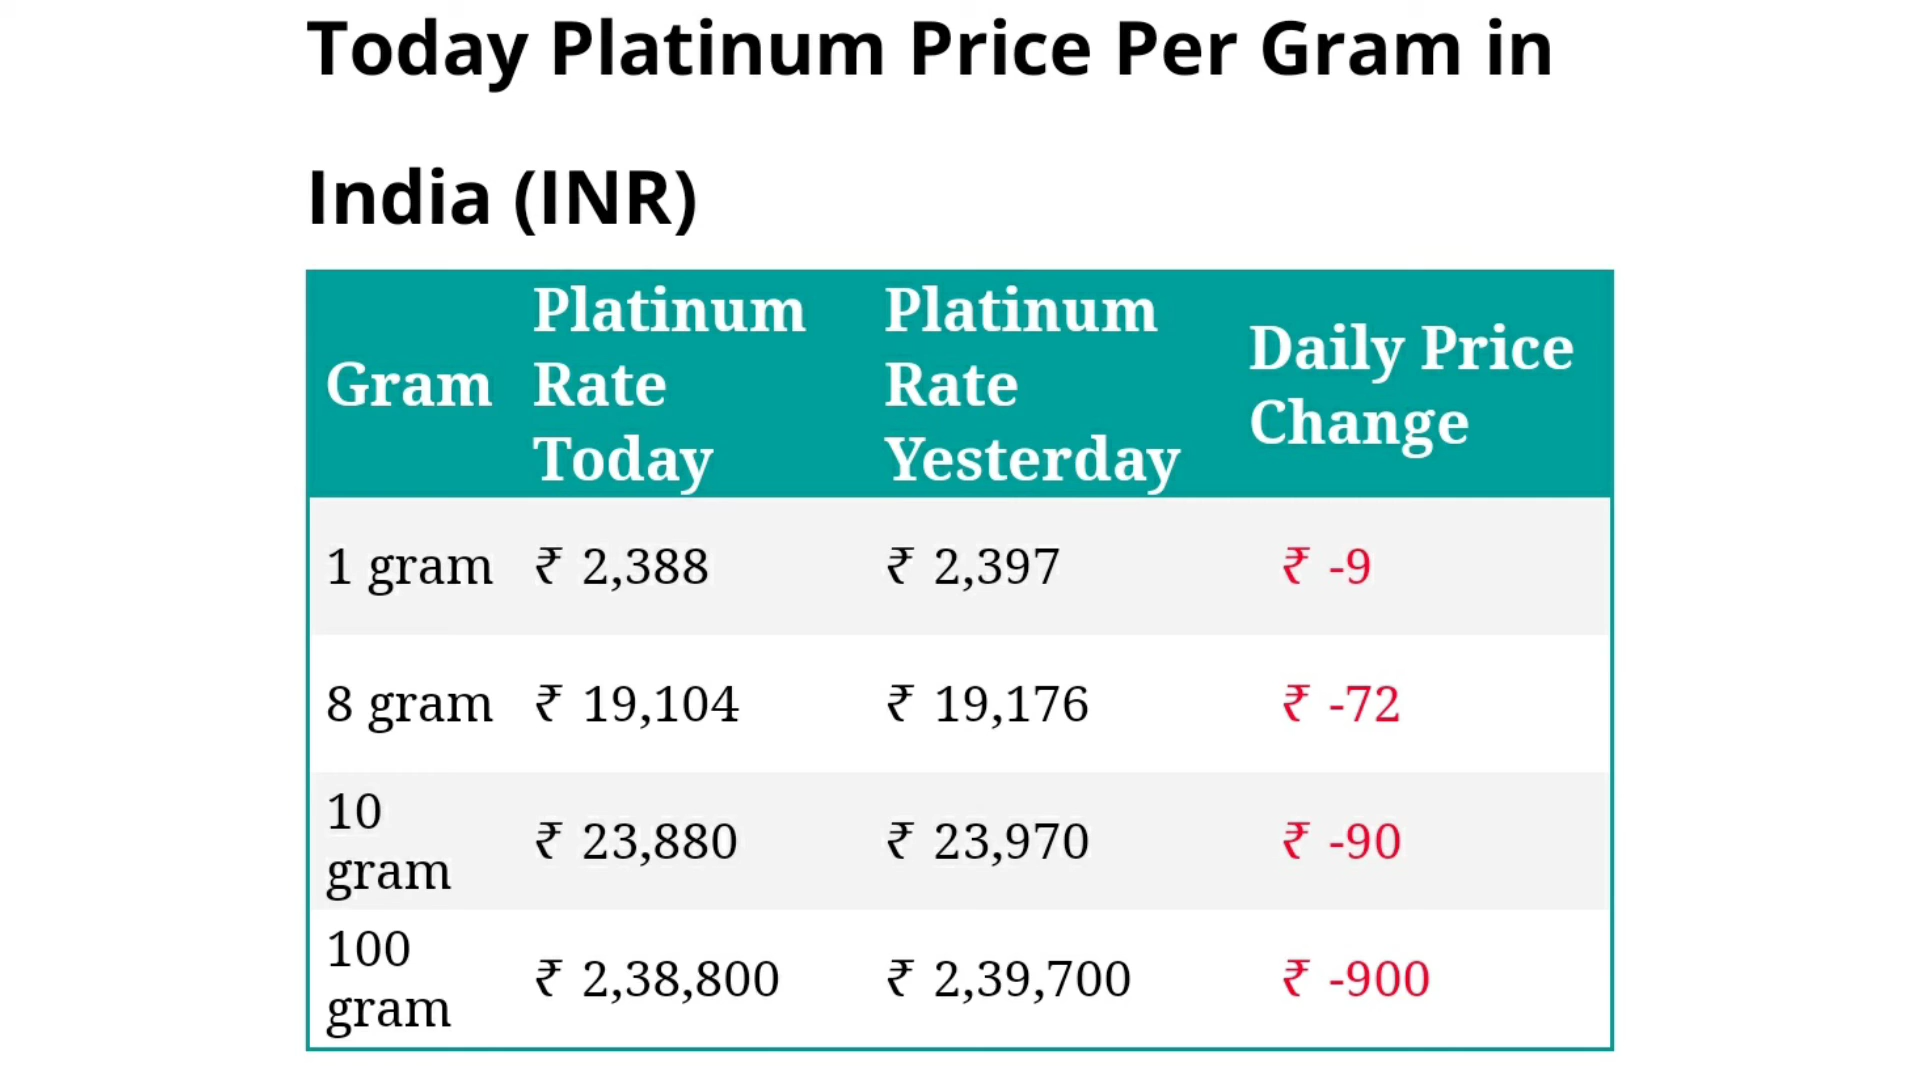 Today Platinum Price Per Gram in
India (INR)
Gram
Platinum
Rate
Today
Platinum
Rate
Yesterday
Daily Price
Change
1 gram ₹ 2,388 ₹ 2,397 ₹ -9
8 gram ₹ 19,104 ₹ 19,176 ₹ -72
10
gram
₹ 23,880 ₹ 23,970 ₹ -90
100
gram
₹ 2,38,800 ₹ 2,39,700 ₹ -900